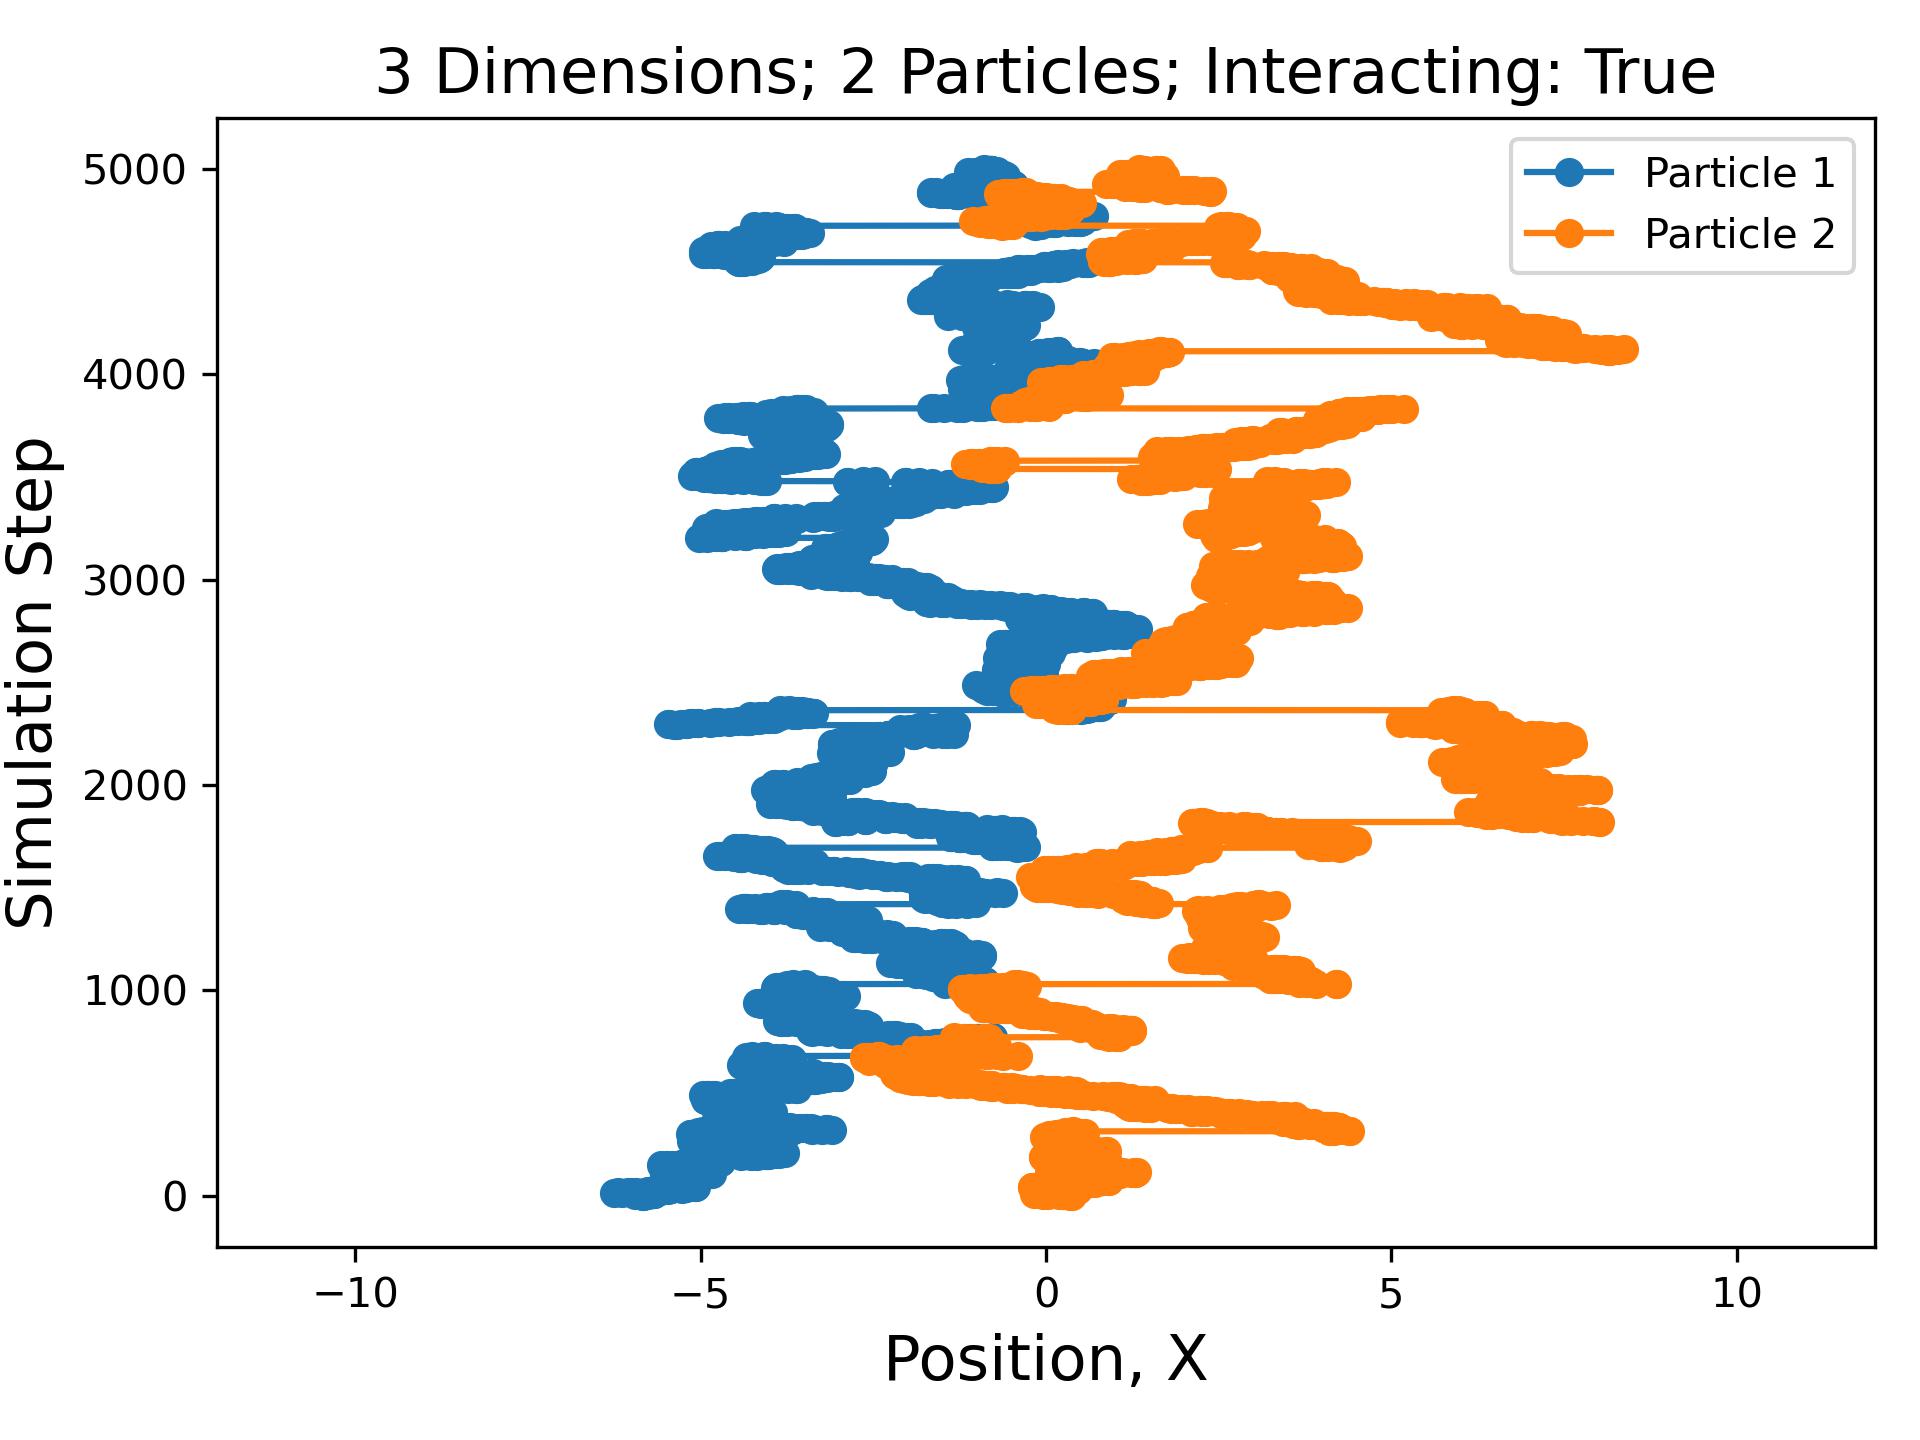 3 Dimensions; 2 Particles; Interacting: True
Particle 1
Particle 2
5000
4000
3000
2000
1000
0
Simulation Step
−10
−5
0
5
10
Position, X